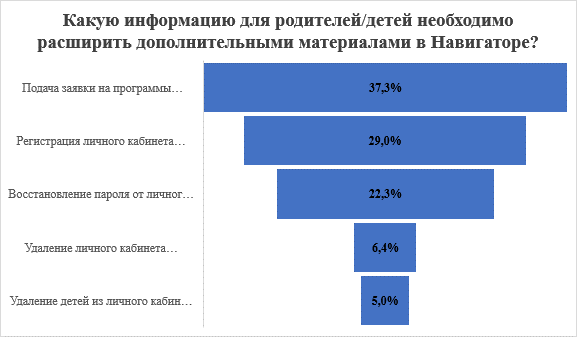 Какую информацию для родителей/детей необходимо
расширить дополнительными материалами в Навигаторе?
Подача заявки на программы…
37,3%
Регистрация личного кабинета…
29,0%
Восстановление пароля от личног…
22,3%
Удаление личного кабинета…
6,4%
Удаление детей из личного кабин…
5,0%